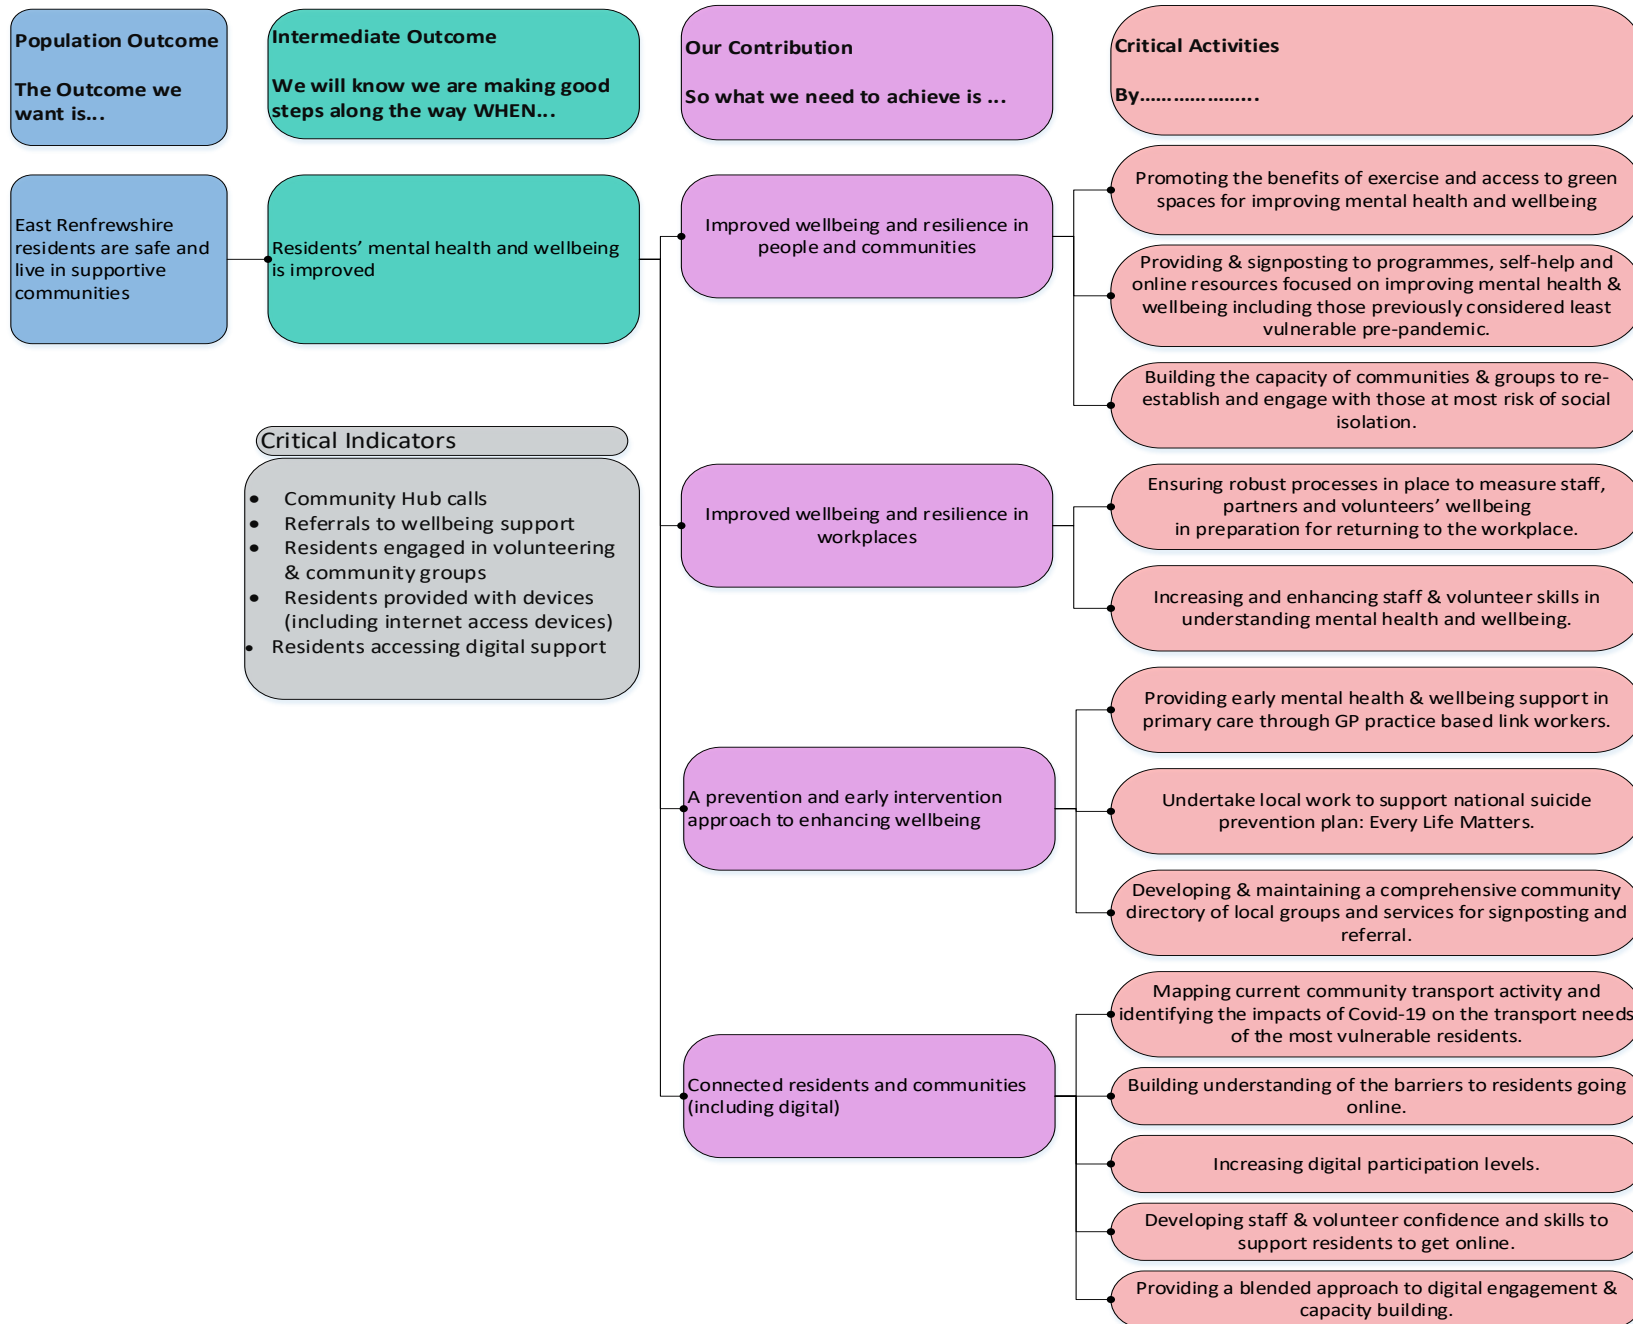 Population Outcome
The Outcome we
want is...
Intermediate Outcome
We will know we are making good
steps along the way WHEN...
Our Contribution
So what we need to achieve is ...
Critical Activities
By......................
East Renfrewshire
residents are safe and
live in supportive
communities
Residents’ mental health and wellbeing
is improved
Critical Indicators
• Community Hub calls
• Referrals to wellbeing support
• Residents engaged in volunteering
& community groups
• Residents provided with devices
(including internet access devices)
• Residents accessing digital support
Improved wellbeing and resilience in
people and communities
Promoting the benefits of exercise and access to green
spaces for improving mental health and wellbeing
Providing & signposting to programmes, self-help and
online resources focused on improving mental health &
wellbeing including those previously considered least
vulnerable pre-pandemic.
Building the capacity of communities & groups to re-
establish and engage with those at most risk of social
isolation.
Improved wellbeing and resilience in
workplaces
Ensuring robust processes in place to measure staff,
partners and volunteers’ wellbeing
in preparation for returning to the workplace.
Increasing and enhancing staff & volunteer skills in
understanding mental health and wellbeing.
A prevention and early intervention
approach to enhancing wellbeing
Providing early mental health & wellbeing support in
primary care through GP practice based link workers.
Undertake local work to support national suicide
prevention plan: Every Life Matters.
Developing & maintaining a comprehensive community
directory of local groups and services for signposting and
referral.
Connected residents and communities
(including digital)
Mapping current community transport activity and
identifying the impacts of Covid-19 on the transport needs
of the most vulnerable residents.
Building understanding of the barriers to residents going
online.
Increasing digital participation levels.
Developing staff & volunteer confidence and skills to
support residents to get online.
Providing a blended approach to digital engagement &
capacity building.